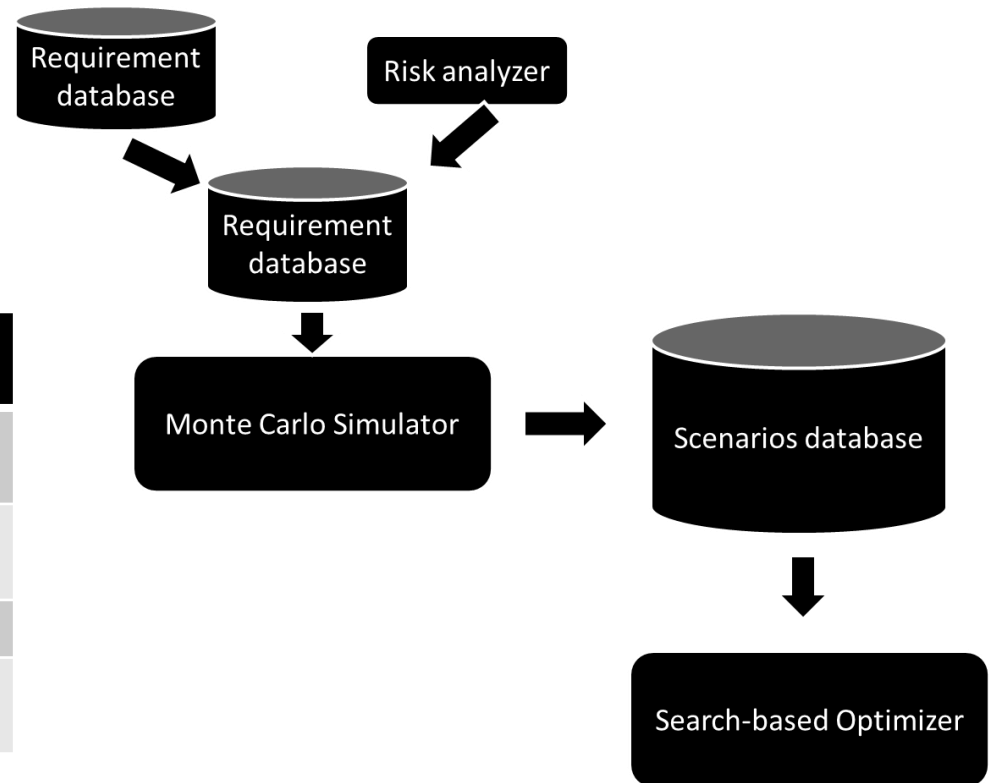 Requirement
database
Risk analyzer
Requirement
database
Monte Carlo Simulator
Scenarios database
Search-based Optimizer